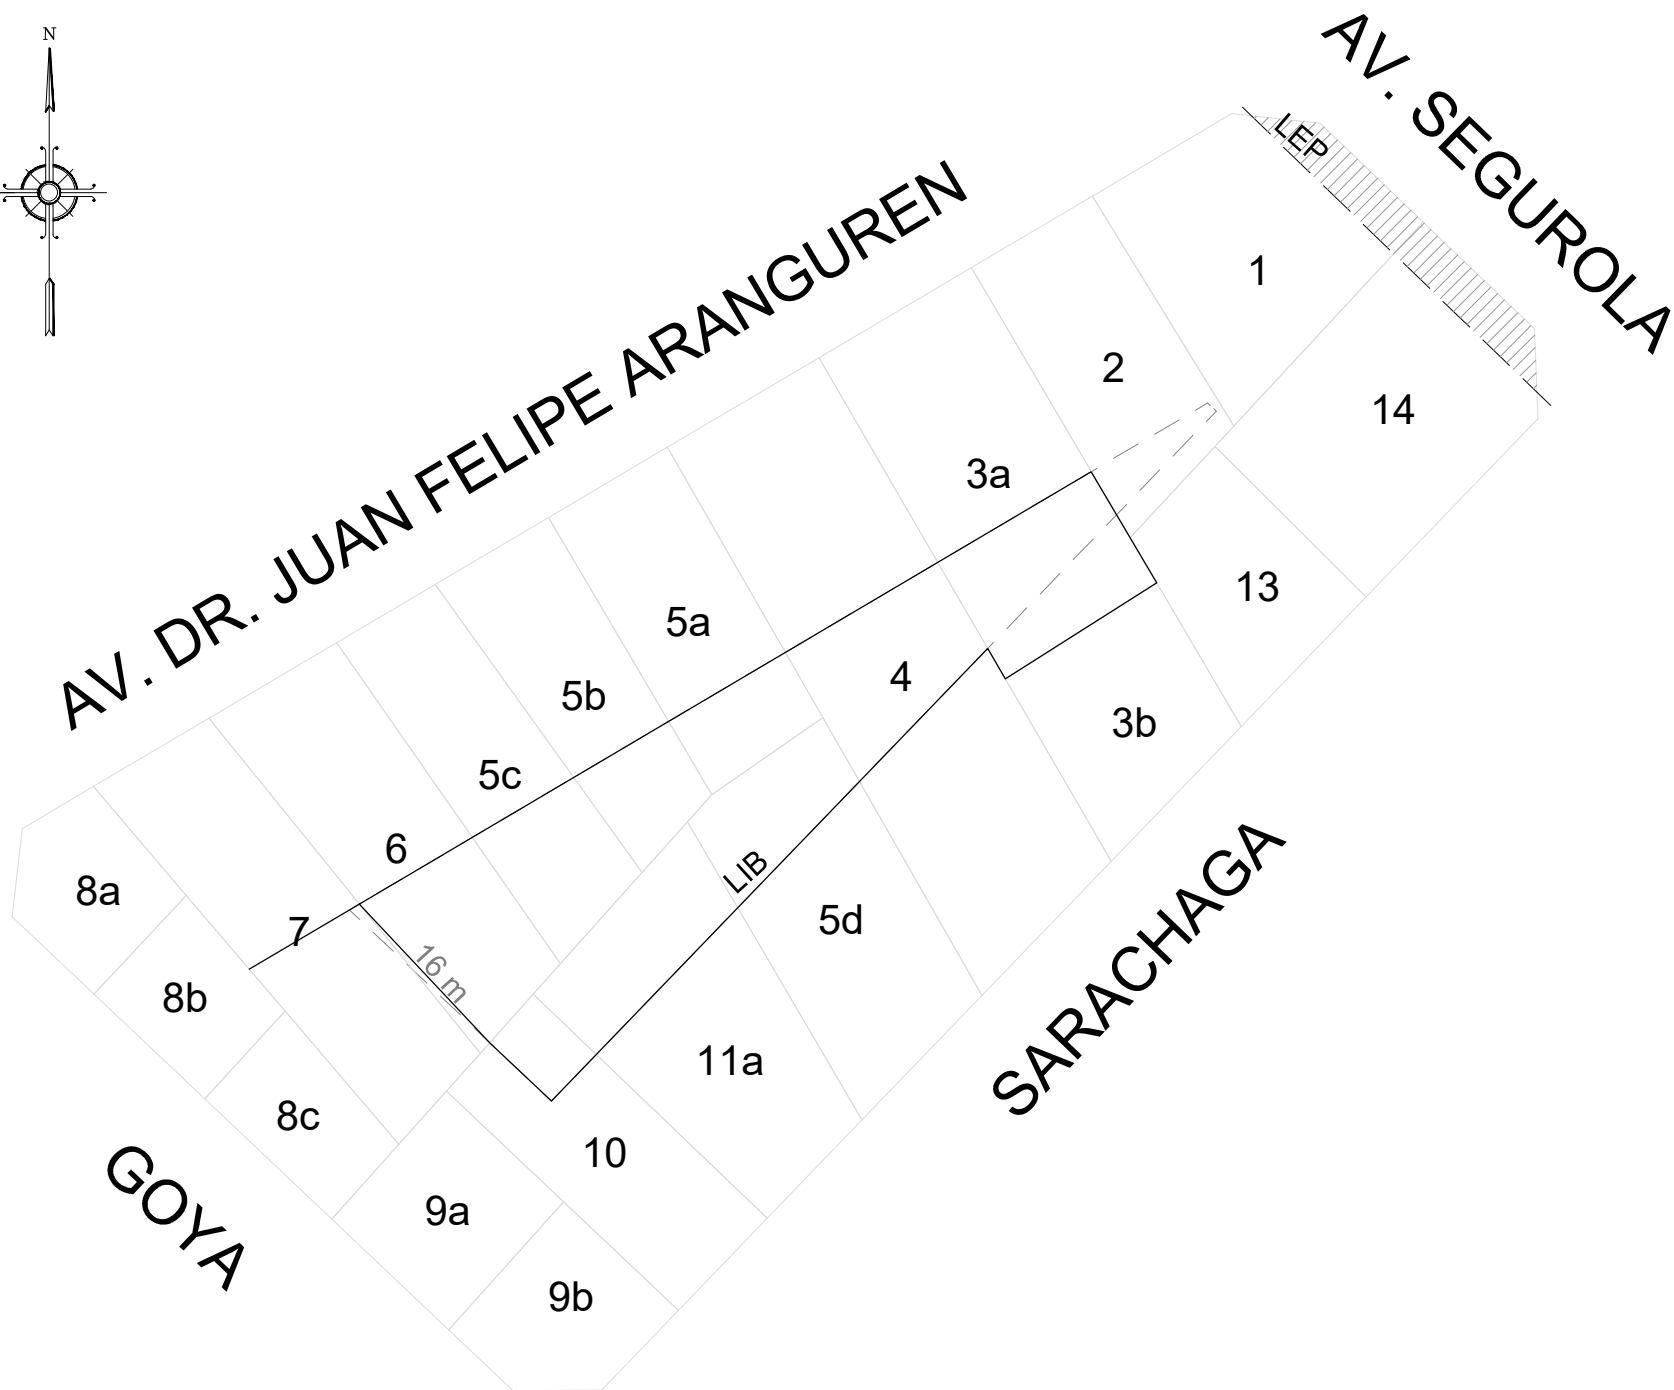 N
AV. SEGUROLA
LEP
AV. DR. JUAN FELIPE ARANGUREN
1
2
14
3a
13
5a
4
5b
3b
5c
6
LIB
8a
5d
7
16 m
8b
11a
8c
10
SARACHAGA
9a
GOYA
9b